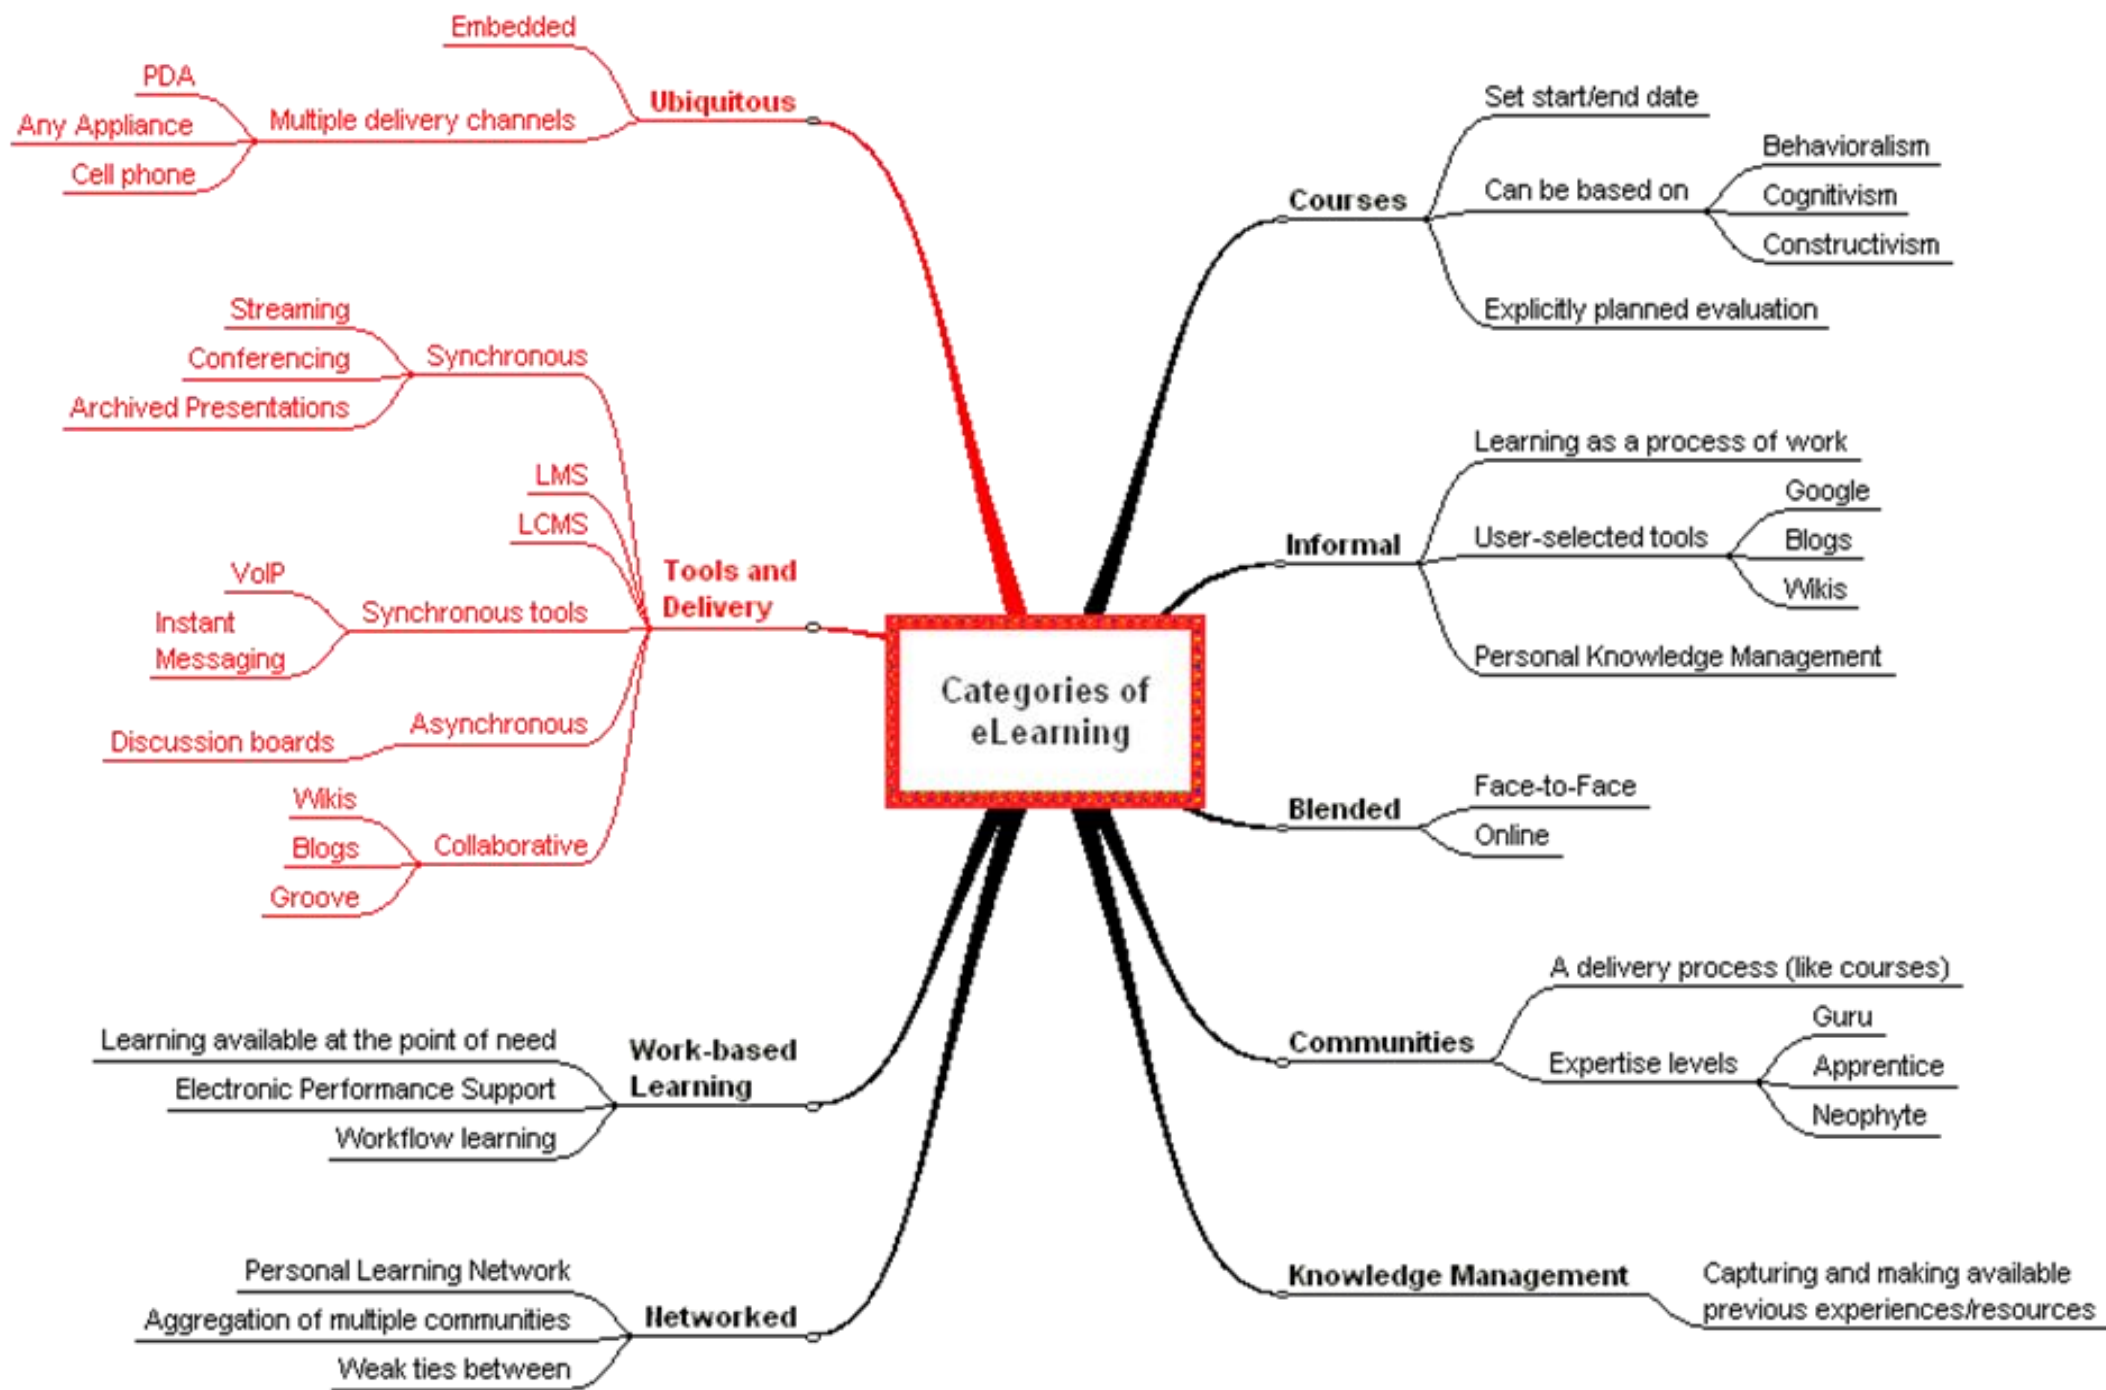 Categories of
eLearning
Courses
Set start/end date
Can be based on
Behavioralism
Cognitivism
Constructivism
Explicitly planned evaluation
Informal
Learning as a process of work
User-selected tools
Google
Blogs
Wikis
Personal Knowledge Management
Blended
Face-to-Face
Online
Communities
A delivery process (like courses)
Expertise levels
Guru
Apprentice
Neophyte
Knowledge Management
Capturing and making available
previous experiences/resources
Ubiquitous
Embedded
Multiple delivery channels
PDA
Any Appliance
Cell phone
Tools and
Delivery
Synchronous
Streaming
Conferencing
Archived Presentations
LMS
LCMS
Synchronous tools
VoIP
Instant
Messaging
Asynchronous
Discussion boards
Collaborative
Wikis
Blogs
Groove
Work-based
Learning
Learning available at the point of need
Electronic Performance Support
Workflow learning
Networked
Personal Learning Network
Aggregation of multiple communities
Weak ties between